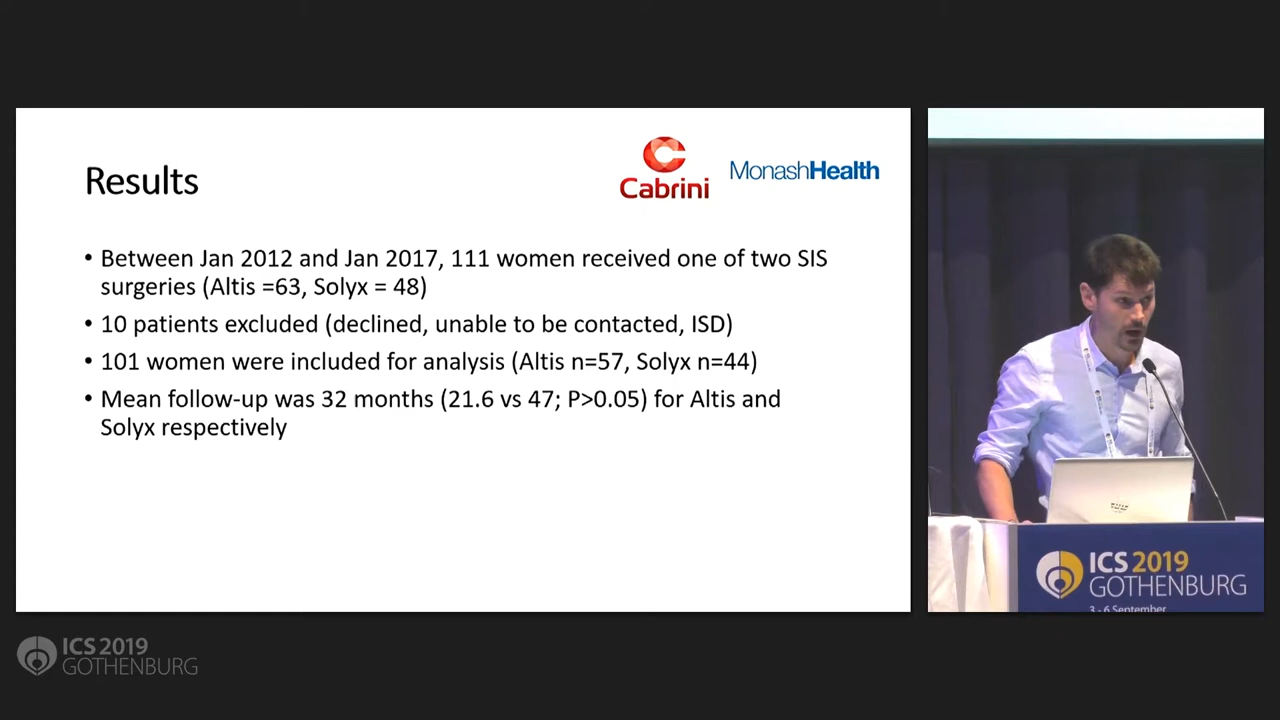 Results
Cabrini
MonashHealth
• Between Jan 2012 and Jan 2017, 111 women received one of two SIS
surgeries (Altis =63, Solyx = 48)
• 10 patients excluded (declined, unable to be contacted, ISD)
• 101 women were included for analysis (Altis n=57, Solyx n=44)
• Mean follow-up was 32 months (21.6 vs 47; P>0.05) for Altis and
Solyx respectively
ICS 2019
GOTHENBURG
3 - 6 September
ICS 2019
GOTHENBURG